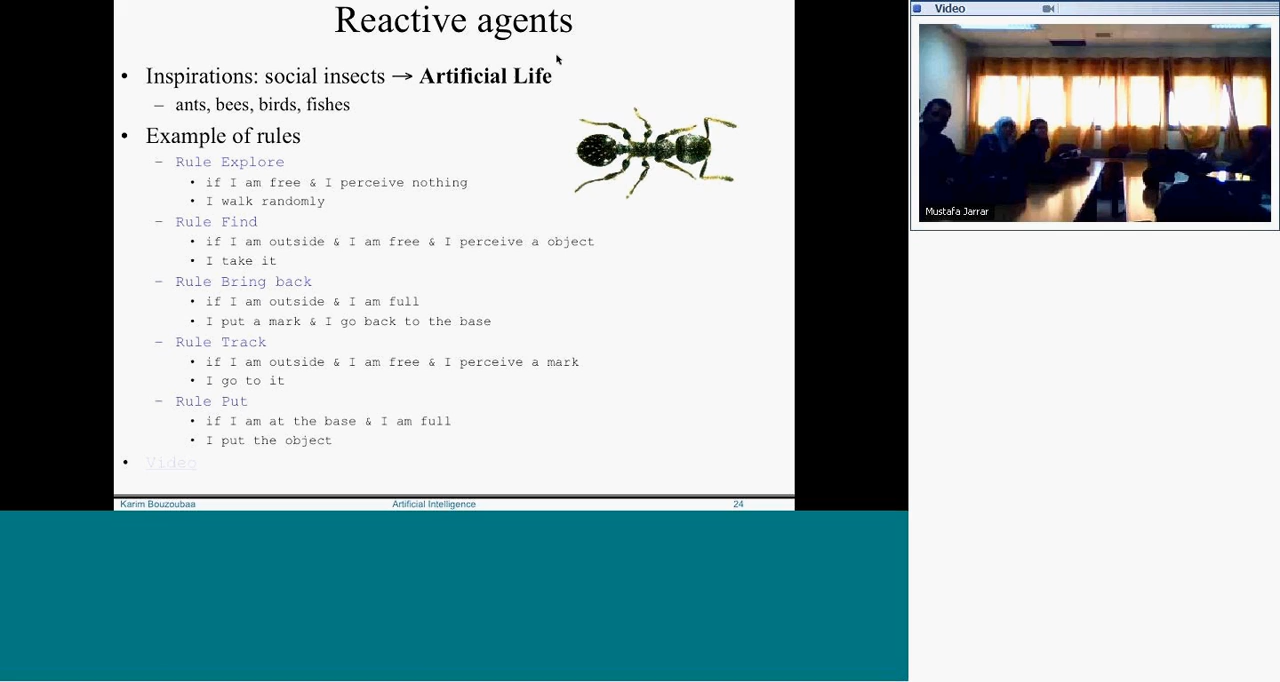 Reactive agents
• Inspirations: social insects → Artificial Life
– ants, bees, birds, fishes
• Example of rules
– Rule Explore
• if I am free & I perceive nothing
• I walk randomly
– Rule Find
• if I am outside & I am free & I perceive a object
• I take it
– Rule Bring back
• if I am outside & I am full
• I put a mark & I go back to the base
– Rule Track
• if I am outside & I am free & I perceive a mark
• I go to it
– Rule Put
• if I am at the base & I am full
• I put the object
• Video
Karim Bouzoubaa Artificial Intelligence 24
Video
Mustafa Jarrar